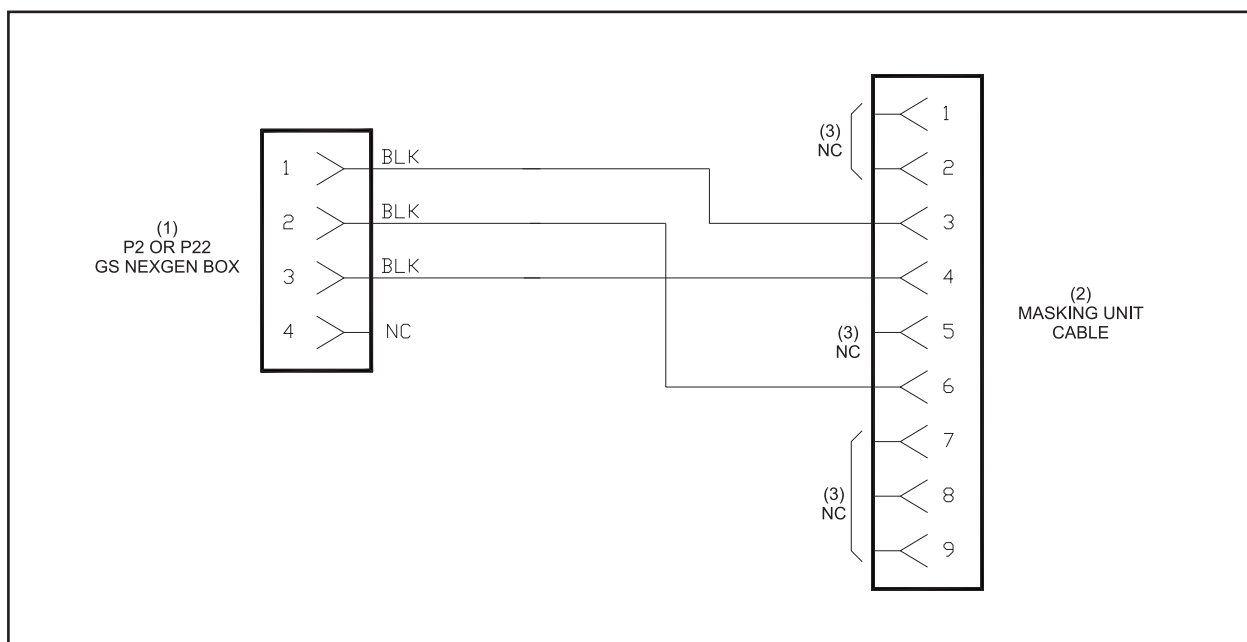 (1)
P2 OR P22
GS NEXGEN BOX
1
BLK
2
BLK
3
BLK
4
NC
(3)
NC
(3)
NC
(3)
NC
1
2
3
4
5
6
7
8
9
(2)
MASKING UNIT
CABLE